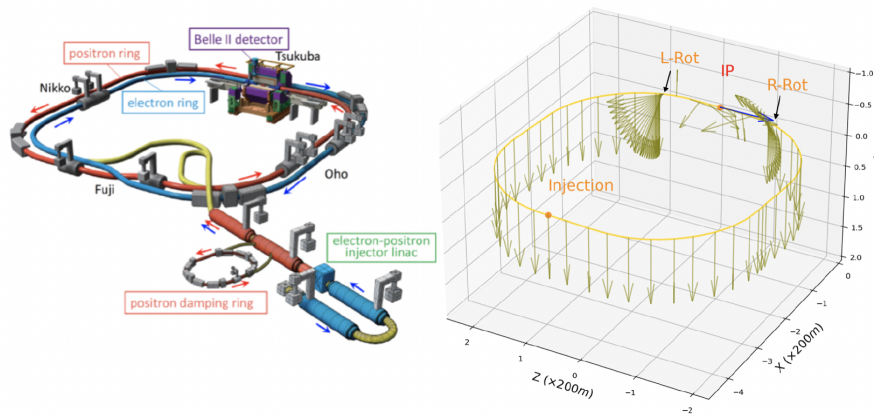 Belle II detector
Tsukuba
positron ring
Nikko
electron ring
Oho
Fuji
electron-positron
injector linac
positron damping ring
L-Rot
IP
R-Rot
Injection
−1.0
−0.5
0.0
0.5
1.0
1.5
2.0
2
1
0
−1
−2
Z (×200m)
0
−1
−2
−3
−4
X (×200m)